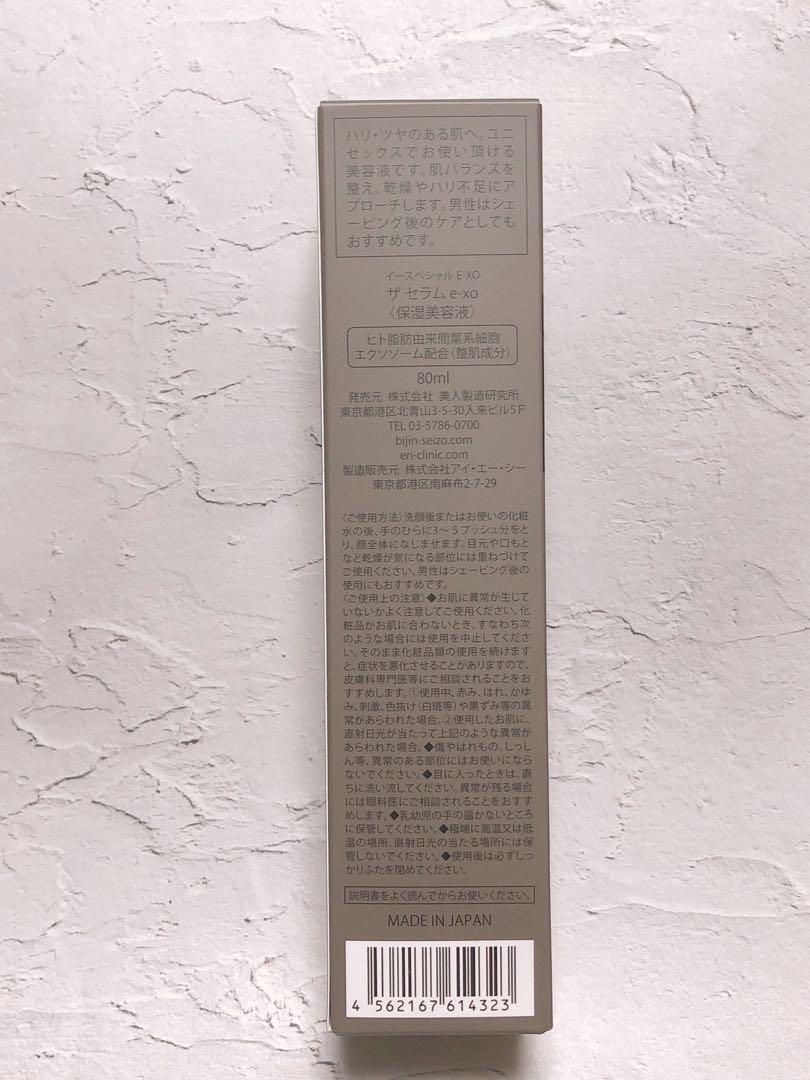 ハリ・ツヤのある肌へ。ユニ
セックスでお使い頂ける
美容液です。肌バランスを
整え、乾燥やハリ不足にア
プローチします。男性はシェ
ービング後のケアとしても
おすすめです。
イースペシャル E-XO
ザ セラム e-xo
〈保湿美容液〉
ヒト脂肪由来間葉系細胞
エクソソーム配合(整肌成分)
80ml
発売元 株式会社 美人製造研究所
東京都港区北青山3-5-30入来ビル5F
TEL 03-5786-0700
bijin-seizo.com
eri-clinic.com
製造販売元 株式会社アイ・エー・シー
東京都港区南麻布2-7-29
〈ご使用方法〉洗顔後またはお使いの化粧
水の後、手のひらに3〜5プッシュ分をと
り、顔全体になじませます。目元や口もと
など乾燥が気になる部位には重ねづけて
ご使用ください。男性はシェービング後の
使用にもおすすめです。
〈ご使用上の注意〉◆お肌に異常が生じて
いないかよく注意してご使用ください。化
粧品がお肌に合わないとき、すなわち次
のような場合には使用を中止してくださ
い。そのまま化粧品類の使用を続けます
と、症状を悪化させることがありますので、
皮膚科専門医等にご相談されることをお
すすめします。①使用中、赤み、はれ、かゆ
み、刺激、色抜け(白斑等)や黒ずみ等の異
常があらわれた場合。②使用したお肌に、
直射日光が当たって上記のような異常が
あらわれた場合。◆傷やはれもの、しっし
ん等、異常のある部位にはお使いになら
ないでください。◆目に入ったときは、直
ちに洗い流してください。異常が残る場合
には眼科医にご相談されることをおすす
めします。◆乳幼児の手の届かないところ
に保管してください。◆極端に高温又は低
温の場所、直射日光の当たる場所には保
管しないでください。◆使用後は必ずしっ
かりふたを閉めてください。
説明書をよく読んでからお使いください。
MADE IN JAPAN
4 562167 614323